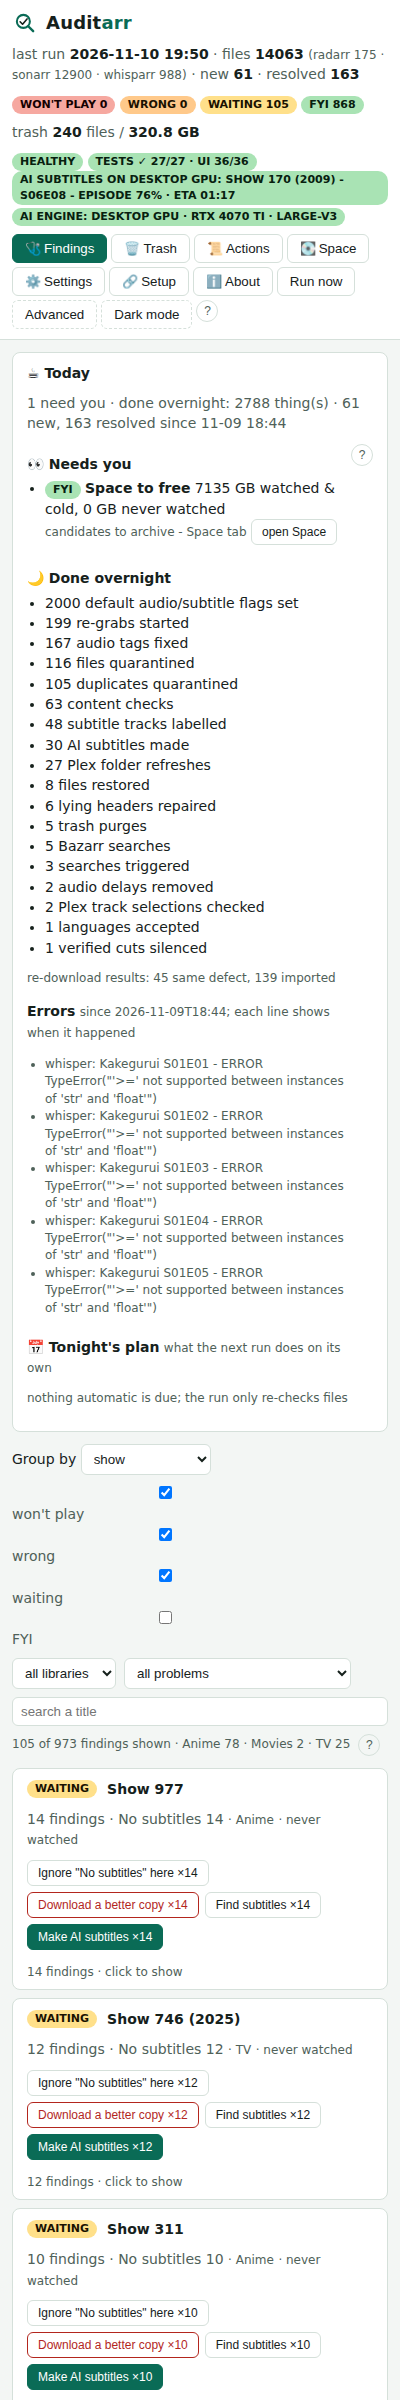 Auditarr
last run 2026-11-10 19:50 · files 14063 (radarr 175 ·
sonarr 12900 · whisparr 988) · new 61 · resolved 163
WON'T PLAY 0 WRONG 0 WAITING 105 FYI 868
trash 240 files / 320.8 GB
HEALTHY TESTS ✓ 27/27 · UI 36/36
AI SUBTITLES ON DESKTOP GPU: SHOW 170 (2009) -
S06E08 - EPISODE 76% · ETA 01:17
AI ENGINE: DESKTOP GPU · RTX 4070 TI · LARGE-V3
🩺 Findings 🗑️ Trash 📜 Actions 💽 Space
⚙️ Settings 🔗 Setup ℹ️ About Run now
Advanced Dark mode ?
☕ Today
1 need you · done overnight: 2788 thing(s) · 61
new, 163 resolved since 11-09 18:44
👀 Needs you ?
• FYI Space to free 7135 GB watched &
cold, 0 GB never watched
candidates to archive - Space tab open Space
🌙 Done overnight
• 2000 default audio/subtitle flags set
• 199 re-grabs started
• 167 audio tags fixed
• 116 files quarantined
• 105 duplicates quarantined
• 63 content checks
• 48 subtitle tracks labelled
• 30 AI subtitles made
• 27 Plex folder refreshes
• 8 files restored
• 6 lying headers repaired
• 5 trash purges
• 5 Bazarr searches
• 3 searches triggered
• 2 audio delays removed
• 2 Plex track selections checked
• 1 languages accepted
• 1 verified cuts silenced
re-download results: 45 same defect, 139 imported
Errors since 2026-11-09T18:44; each line shows
when it happened
• whisper: Kakegurui S01E01 - ERROR
TypeError("'>=' not supported between instances
of 'str' and 'float'")
• whisper: Kakegurui S01E02 - ERROR
TypeError("'>=' not supported between instances
of 'str' and 'float'")
• whisper: Kakegurui S01E03 - ERROR
TypeError("'>=' not supported between instances
of 'str' and 'float'")
• whisper: Kakegurui S01E04 - ERROR
TypeError("'>=' not supported between instances
of 'str' and 'float'")
• whisper: Kakegurui S01E05 - ERROR
TypeError("'>=' not supported between instances
of 'str' and 'float'")
📅 Tonight's plan what the next run does on its
own
nothing automatic is due; the run only re-checks files
Group by show
won't play
wrong
waiting
FYI
all libraries all problems
search a title
105 of 973 findings shown · Anime 78 · Movies 2 · TV 25 ?
WAITING Show 977
14 findings · No subtitles 14 · Anime · never
watched
Ignore "No subtitles" here ×14
Download a better copy ×14 Find subtitles ×14
Make AI subtitles ×14
14 findings · click to show
WAITING Show 746 (2025)
12 findings · No subtitles 12 · TV · never watched
Ignore "No subtitles" here ×12
Download a better copy ×12 Find subtitles ×12
Make AI subtitles ×12
12 findings · click to show
WAITING Show 311
10 findings · No subtitles 10 · Anime · never
watched
Ignore "No subtitles" here ×10
Download a better copy ×10 Find subtitles ×10
Make AI subtitles ×10